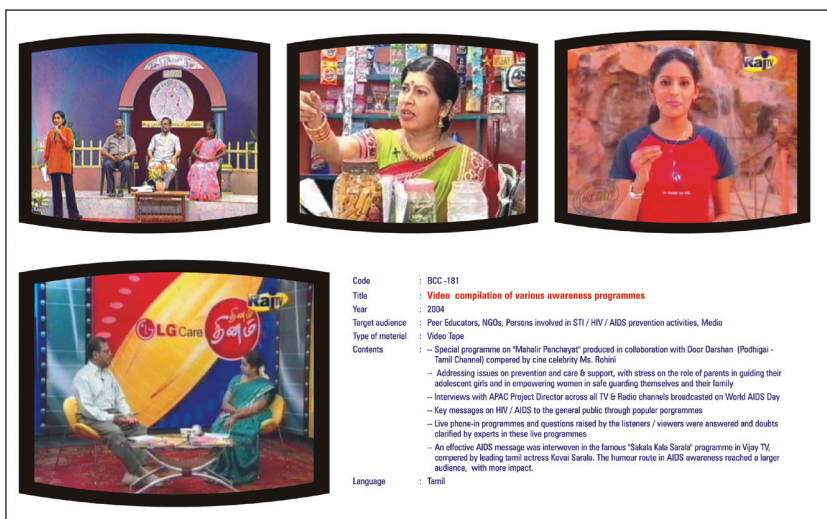 Raj TV
LG Care
தினம்
தினம்
Raj TV
Code : BCC -181
Title : Video compilation of various awareness programmes
Year : 2004
Target audience : Peer Educators, NGOs, Persons involved in STI / HIV / AIDS prevention activities, Media
Type of material : Video Tape
Contents : -- Special programme on "Mahalir Panchayat" produced in collaboration with Door Darshan (Podhigai -
Tamil Channel) compered by cine celebrity Ms. Rohini
-- Addressing issues on prevention and care & support, with stress on the role of parents in guiding their
adolescent girls and in empowering women in safe guarding themselves and their family
-- Interviews with APAC Project Director across all TV & Radio channels broadcasted on World AIDS Day
-- Key messages on HIV / AIDS to the general public through popular porgrammes
-- Live phone-in programmes and questions raised by the listeners / viewers were answered and doubts
clarified by experts in these live programmes
-- An effective AIDS message was interwoven in the famous "Sakala Kala Sarala" programme in Vijay TV,
compered by leading tamil actress Kovai Sarala. The humour route in AIDS awareness reached a larger
audience, with more impact.
Language : Tamil